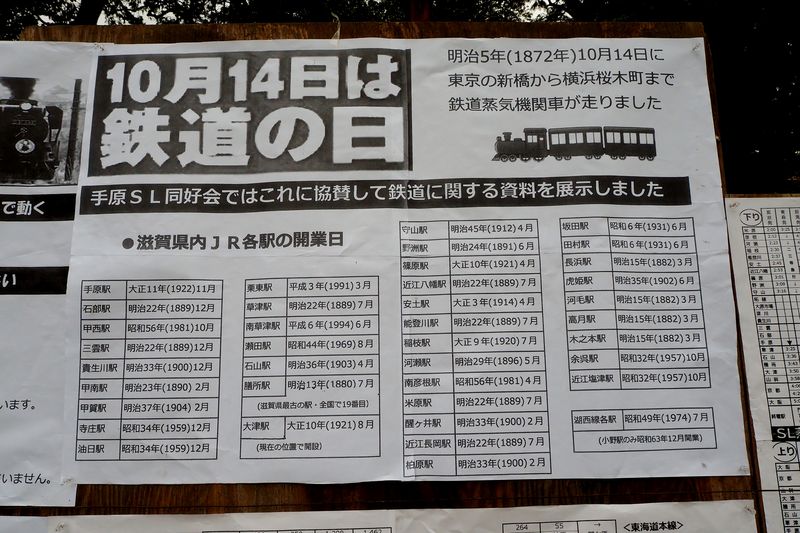 10月14日は
鉄道の日
明治5年(1872年)10月14日に
東京の新橋から横浜桜木町まで
鉄道蒸気機関車が走りました
手原ＳＬ同好会ではこれに協賛して鉄道に関する資料を展示しました
●滋賀県内ＪＲ各駅の開業日
手原駅 大正11年(1922)11月
石部駅 明治22年(1889)12月
甲西駅 昭和56年(1981)10月
三雲駅 明治22年(1889)12月
貴生川駅 明治33年(1900)12月
甲南駅 明治23年(1890) 2月
甲賀駅 明治37年(1904) 2月
寺庄駅 昭和34年(1959)12月
油日駅 昭和34年(1959)12月
栗東駅 平成３年(1991) 3月
草津駅 明治22年(1889) 7月
南草津駅 平成６年(1994) 6月
瀬田駅 昭和44年(1969) 8月
石山駅 明治36年(1903) 4月
膳所駅 明治13年(1880) 7月
(滋賀県最古の駅・全国で19番目)
大津駅 大正10年(1921) 8月
(現在の位置で開設)
守山駅 明治45年(1912) 4月
野洲駅 明治24年(1891) 6月
篠原駅 大正10年(1921) 4月
近江八幡駅 明治22年(1889) 7月
安土駅 大正３年(1914) 4月
能登川駅 明治22年(1889) 7月
稲枝駅 大正９年(1920) 7月
河瀬駅 明治29年(1896) 5月
南彦根駅 昭和56年(1981) 4月
米原駅 明治22年(1889) 7月
醒ヶ井駅 明治33年(1900) 2月
近江長岡駅 明治22年(1889) 7月
柏原駅 明治33年(1900) 2月
坂田駅 昭和６年(1931) 6月
田村駅 昭和６年(1931) 6月
長浜駅 明治15年(1882) 3月
虎姫駅 明治35年(1902) 6月
河毛駅 明治15年(1882) 3月
高月駅 明治15年(1882) 3月
木之本駅 明治15年(1882) 3月
余呉駅 昭和32年(1957)10月
近江塩津駅 昭和32年(1957)10月
湖西線各駅 昭和49年(1974) 7月
(小野駅のみ昭和63年12月開業)
で動く
います。
いません。
下り
上り
264 55 →
<東海道本線>